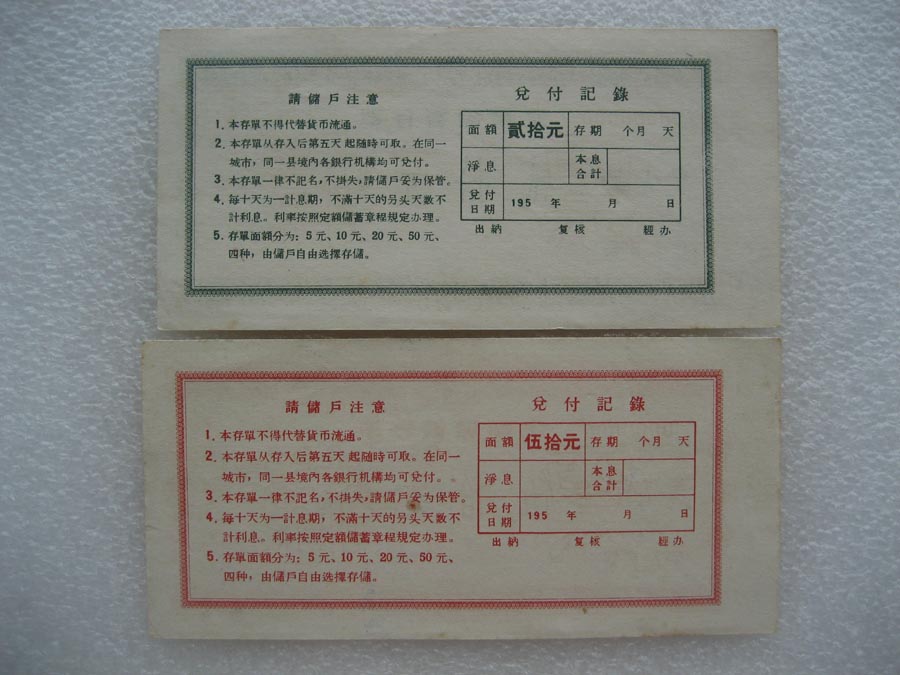 請儲戶注意
1. 本存單不得代替貨币流通。
2. 本存單从存入后第五天起随時可取。在同一
城市，同一县境內各銀行机構均可兌付。
3. 本存單一律不記名，不掛失，請儲戶妥为保管。
4. 每十天为一計息期，不滿十天的另头天数不
計利息。利率按照定額儲蓄章程規定办理。
5. 存單面額分为：5元、10元、20元、50元、
四种，由儲戶自由选擇存儲。
兌付記錄
面額 貳拾元 存期 个月 天
淨息 本息合計
兌付日期 195 年 月 日
出納 复核 經办
請儲戶注意
1. 本存單不得代替貨币流通。
2. 本存單从存入后第五天起随時可取。在同一
城市，同一县境內各銀行机構均可兌付。
3. 本存單一律不記名，不掛失，請儲戶妥为保管。
4. 每十天为一計息期，不滿十天的另头天数不
計利息。利率按照定額儲蓄章程規定办理。
5. 存單面額分为：5元、10元、20元、50元、
四种，由儲戶自由选擇存儲。
兌付記錄
面額 伍拾元 存期 个月 天
淨息 本息合計
兌付日期 195 年 月 日
出納 复核 經办